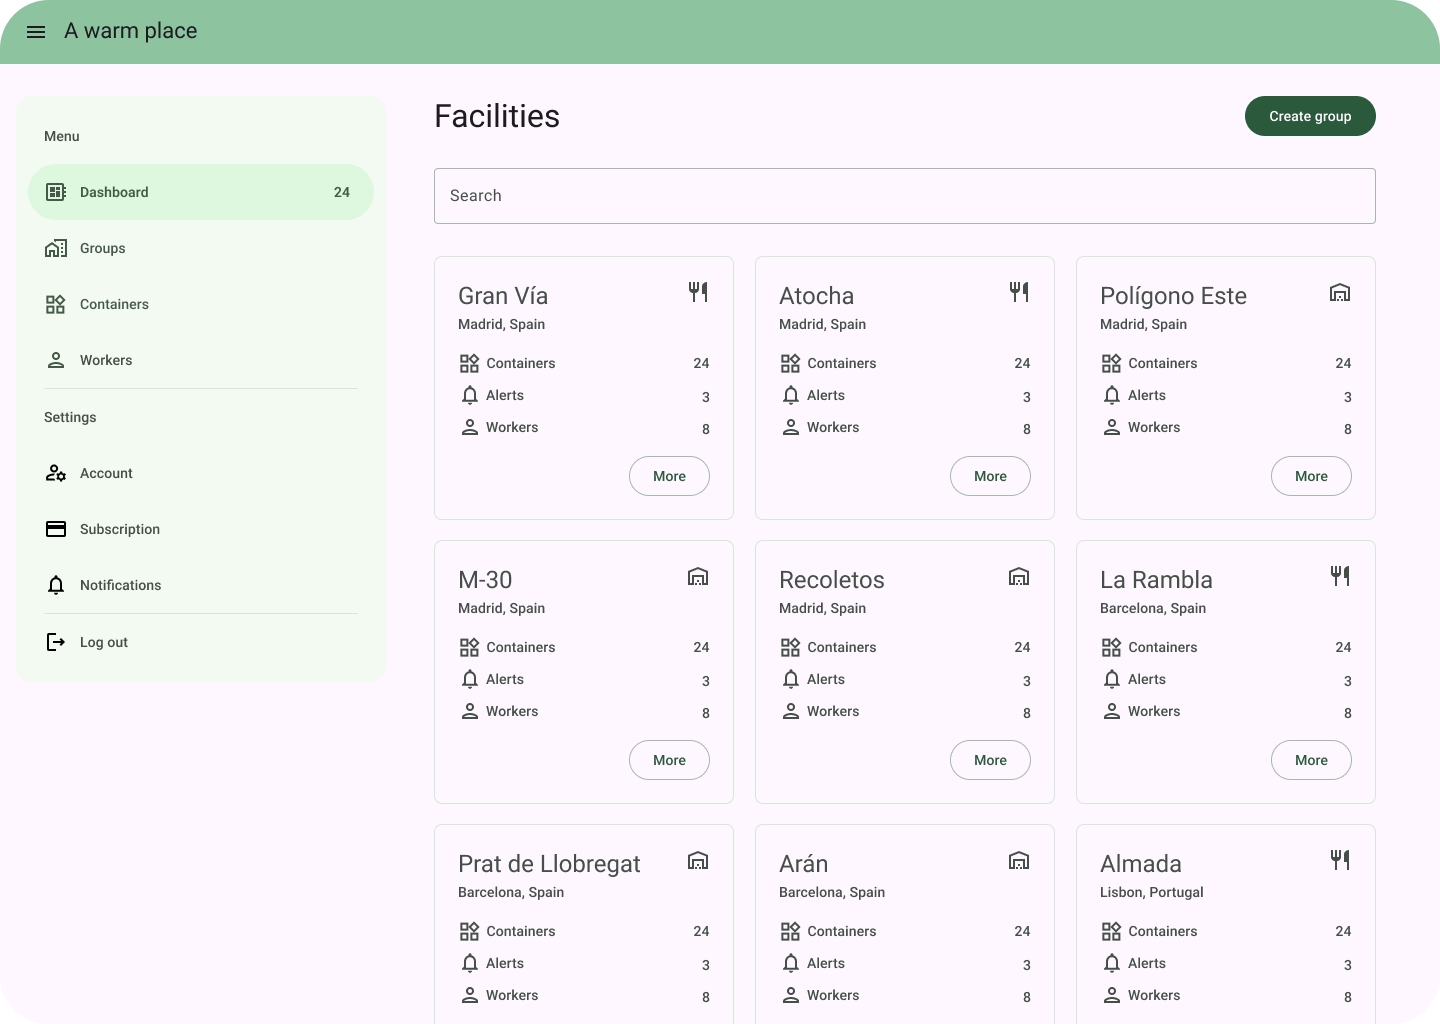 A warm place
Menu
Dashboard 24
Groups
Containers
Workers
Settings
Account
Subscription
Notifications
Log out
Facilities
Create group
Search
Gran Vía
Madrid, Spain
Containers 24
Alerts 3
Workers 8
More
Atocha
Madrid, Spain
Containers 24
Alerts 3
Workers 8
More
Polígono Este
Madrid, Spain
Containers 24
Alerts 3
Workers 8
More
M-30
Madrid, Spain
Containers 24
Alerts 3
Workers 8
More
Recoletos
Madrid, Spain
Containers 24
Alerts 3
Workers 8
More
La Rambla
Barcelona, Spain
Containers 24
Alerts 3
Workers 8
More
Prat de Llobregat
Barcelona, Spain
Containers 24
Alerts 3
Workers 8
Arán
Barcelona, Spain
Containers 24
Alerts 3
Workers 8
Almada
Lisbon, Portugal
Containers 24
Alerts 3
Workers 8